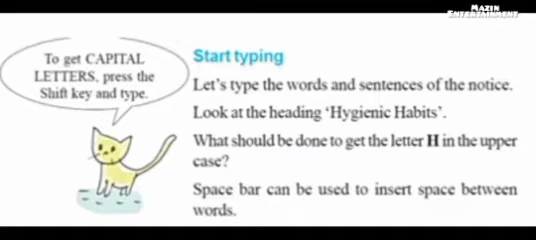 MAZIN
ENTERTAINMENT
To get CAPITAL
LETTERS, press the
Shift key and type.
Start typing
Let's type the words and sentences of the notice.
Look at the heading ‘Hygienic Habits’.
What should be done to get the letter H in the upper
case?
Space bar can be used to insert space between
words.